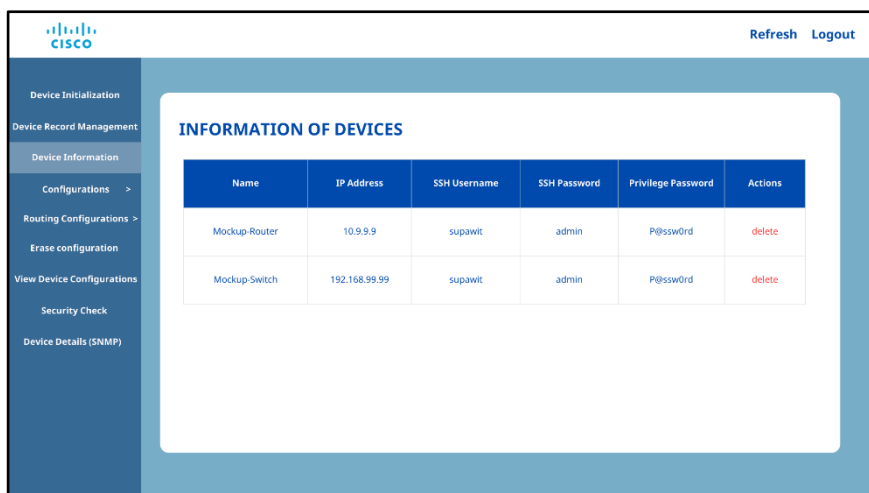 CISCO
Refresh Logout
Device Initialization
Device Record Management
Device Information
Configurations >
Routing Configurations >
Erase configuration
View Device Configurations
Security Check
Device Details (SNMP)
INFORMATION OF DEVICES
Name IP Address SSH Username SSH Password Privilege Password Actions
Mockup-Router 10.9.9.9 supawit admin P@ssw0rd delete
Mockup-Switch 192.168.99.99 supawit admin P@ssw0rd delete